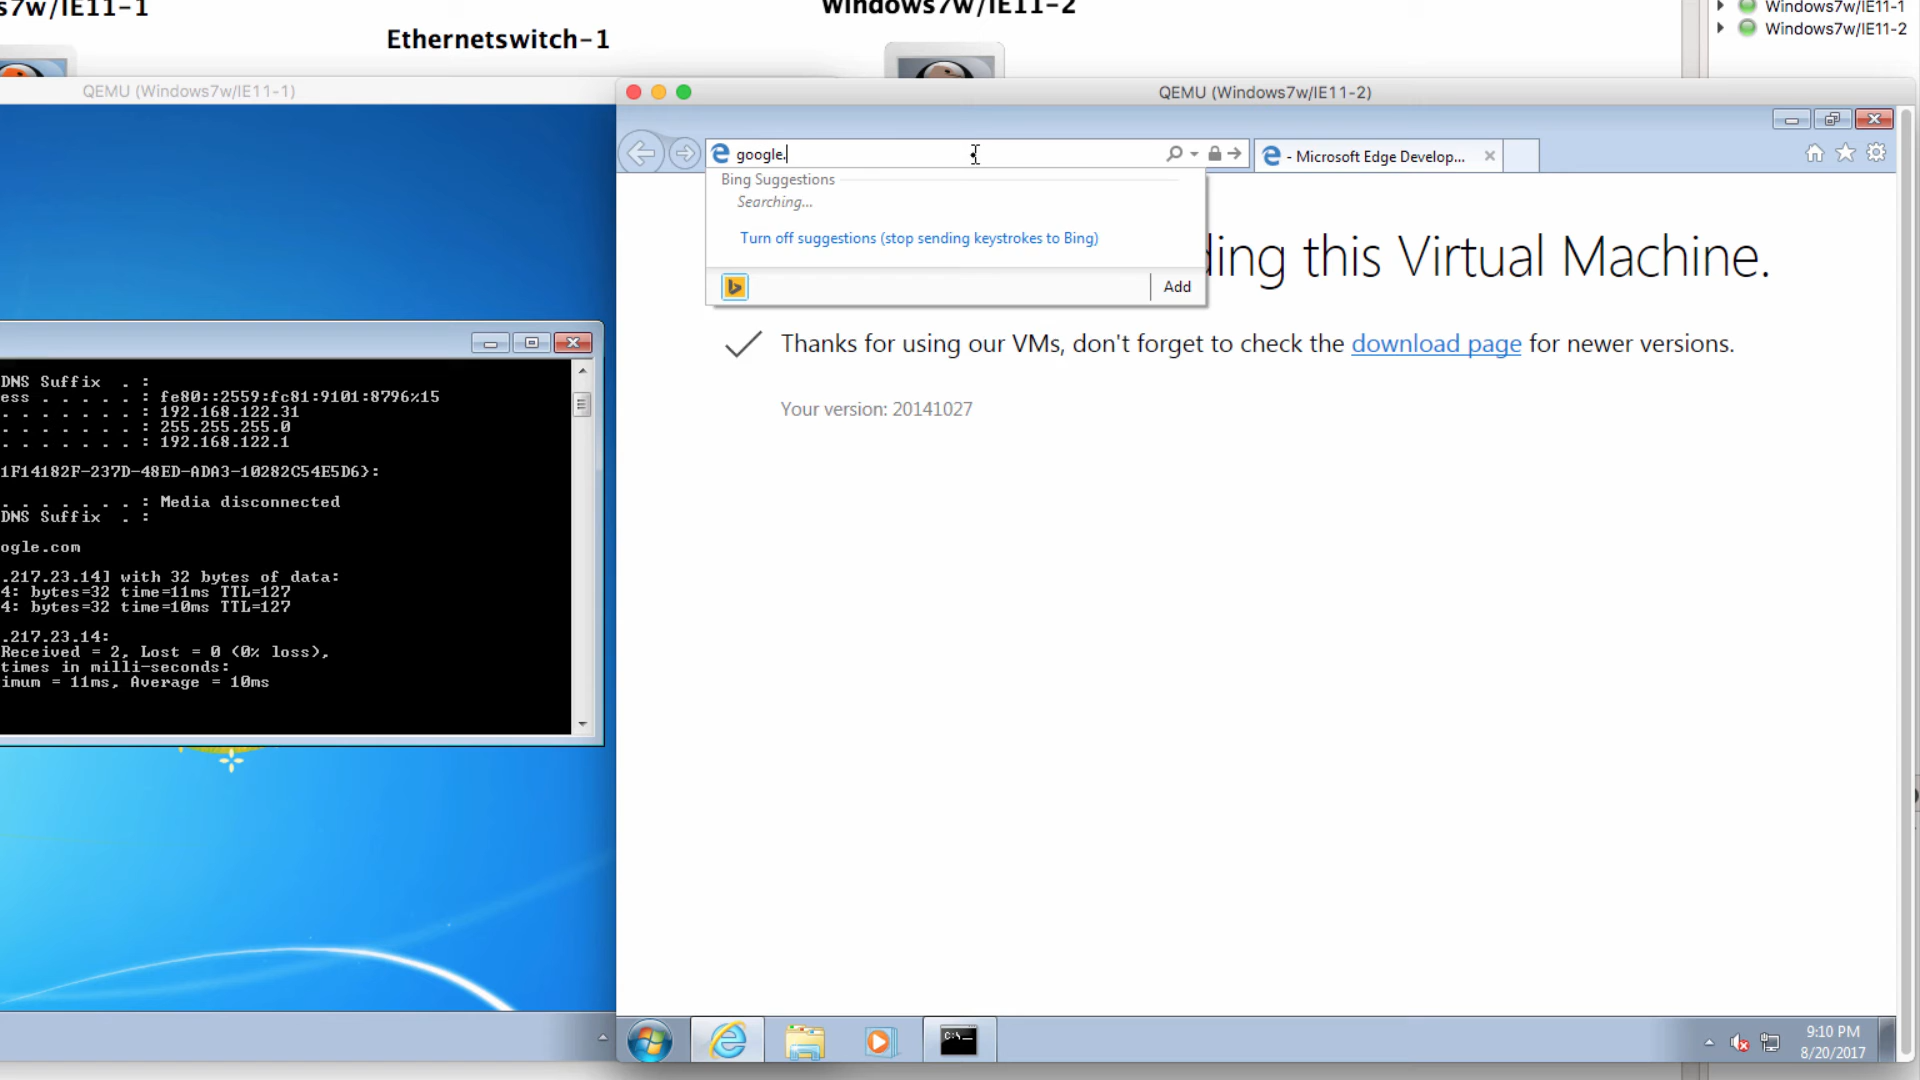 s7w/IE11-1
Windows7w/IE11-2
Ethernetswitch-1
Windows7w/IE11-1
Windows7w/IE11-2
QEMU (Windows7w/IE11-1)
QEMU (Windows7w/IE11-2)
google.
- Microsoft Edge Develop...
Bing Suggestions
Searching...
Turn off suggestions (stop sending keystrokes to Bing)
Add
ding this Virtual Machine.
Thanks for using our VMs, don't forget to check the download page for newer versions.
Your version: 20141027
DNS Suffix . :
ess . . . . . : fe80::2559:fc81:9101:8796%15
. . . . . . . : 192.168.122.31
. . . . . . . : 255.255.255.0
. . . . . . . : 192.168.122.1
1F14182F-237D-48ED-ADA3-10282C54E5D6}:
. . . . . . . : Media disconnected
DNS Suffix . :
ogle.com
.217.23.14] with 32 bytes of data:
4: bytes=32 time=11ms TTL=127
4: bytes=32 time=10ms TTL=127
.217.23.14:
Received = 2, Lost = 0 (0% loss),
times in milli-seconds:
imum = 11ms, Average = 10ms
C:\_
9:10 PM
8/20/2017